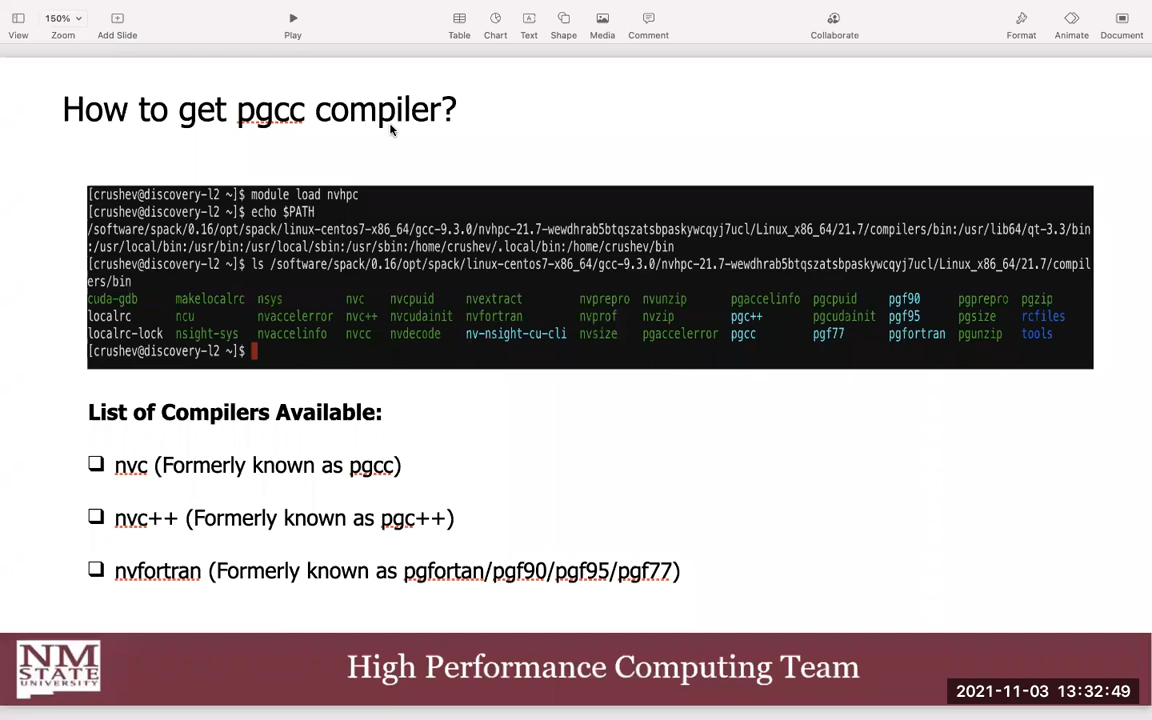 150%
View Zoom Add Slide Play Table Chart Text Shape Media Comment Collaborate Format Animate Document
How to get pgcc compiler?
[crushev@discovery-l2 ~]$ module load nvhpc
[crushev@discovery-l2 ~]$ echo $PATH
/software/spack/0.16/opt/spack/linux-centos7-x86_64/gcc-9.3.0/nvhpc-21.7-wewdhrab5btqszatsbpaskywcqyj7ucl/Linux_x86_64/21.7/compilers/bin:/usr/lib64/qt-3.3/bin
:/usr/local/bin:/usr/bin:/usr/local/sbin:/usr/sbin:/home/crushev/.local/bin:/home/crushev/bin
[crushev@discovery-l2 ~]$ ls /software/spack/0.16/opt/spack/linux-centos7-x86_64/gcc-9.3.0/nvhpc-21.7-wewdhrab5btqszatsbpaskywcqyj7ucl/Linux_x86_64/21.7/compil
ers/bin
cuda-gdb makelocalrc nsys nvc nvcpuid nvextract nvprepro nvunzip pgaccelinfo pgcpuid pgf90 pgprepro pgzip
localrc ncu nvaccelerror nvc++ nvcudainit nvfortran nvprof nvzip pgc++ pgcudainit pgf95 pgsize rcfiles
localrc-lock nsight-sys nvaccelinfo nvcc nvdecode nv-nsight-cu-cli nvsize pgaccelerror pgcc pgf77 pgfortran pgunzip tools
[crushev@discovery-l2 ~]$
List of Compilers Available:
nvc (Formerly known as pgcc)
nvc++ (Formerly known as pgc++)
nvfortran (Formerly known as pgfortan/pgf90/pgf95/pgf77)
NM
STATE
UNIVERSITY
High Performance Computing Team
2021-11-03 13:32:49